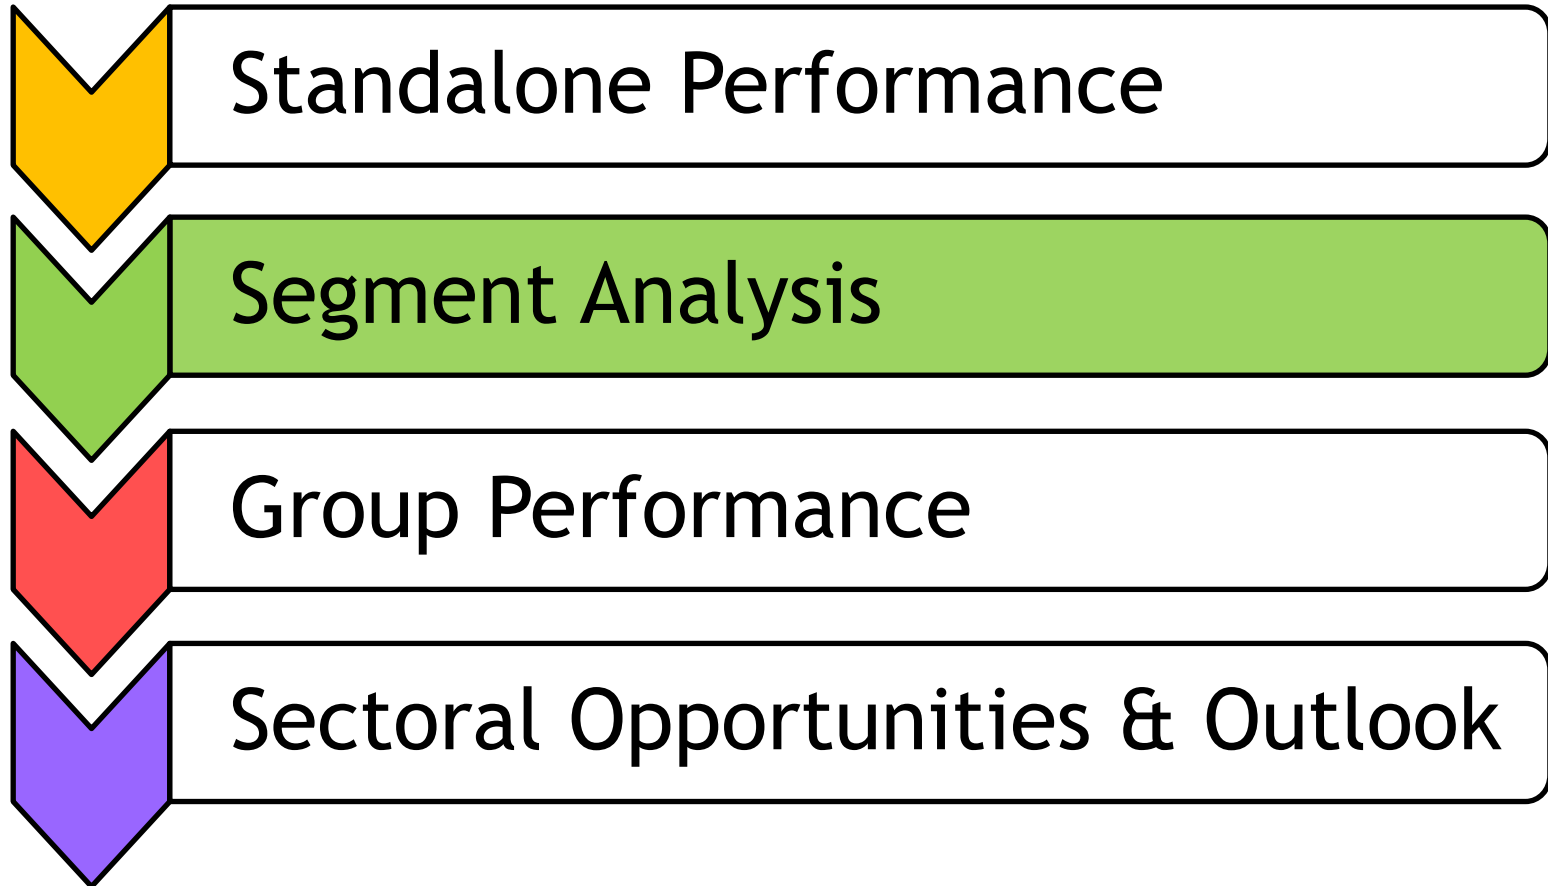 Standalone Performance
Segment Analysis
Group Performance
Sectoral Opportunities & Outlook